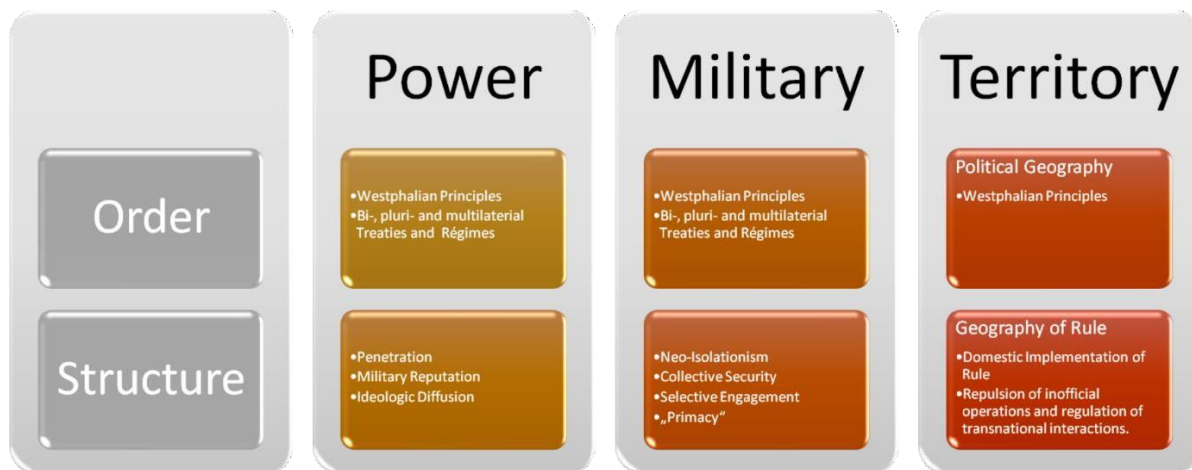 Power
Military
Territory
Order
•Westphalian Principles
•Bi-, pluri- and multilaterial
Treaties and Régimes
•Westphalian Principles
•Bi-, pluri- and multilaterial
Treaties and Régimes
Political Geography
•Westphalian Principles
Structure
•Penetration
•Military Reputation
•Ideologic Diffusion
•Neo-Isolationism
•Collective Security
•Selective Engagement
•„Primacy“
Geography of Rule
•Domestic Implementation of
Rule
•Repulsion of inofficial
operations and regulation of
transnational interactions.